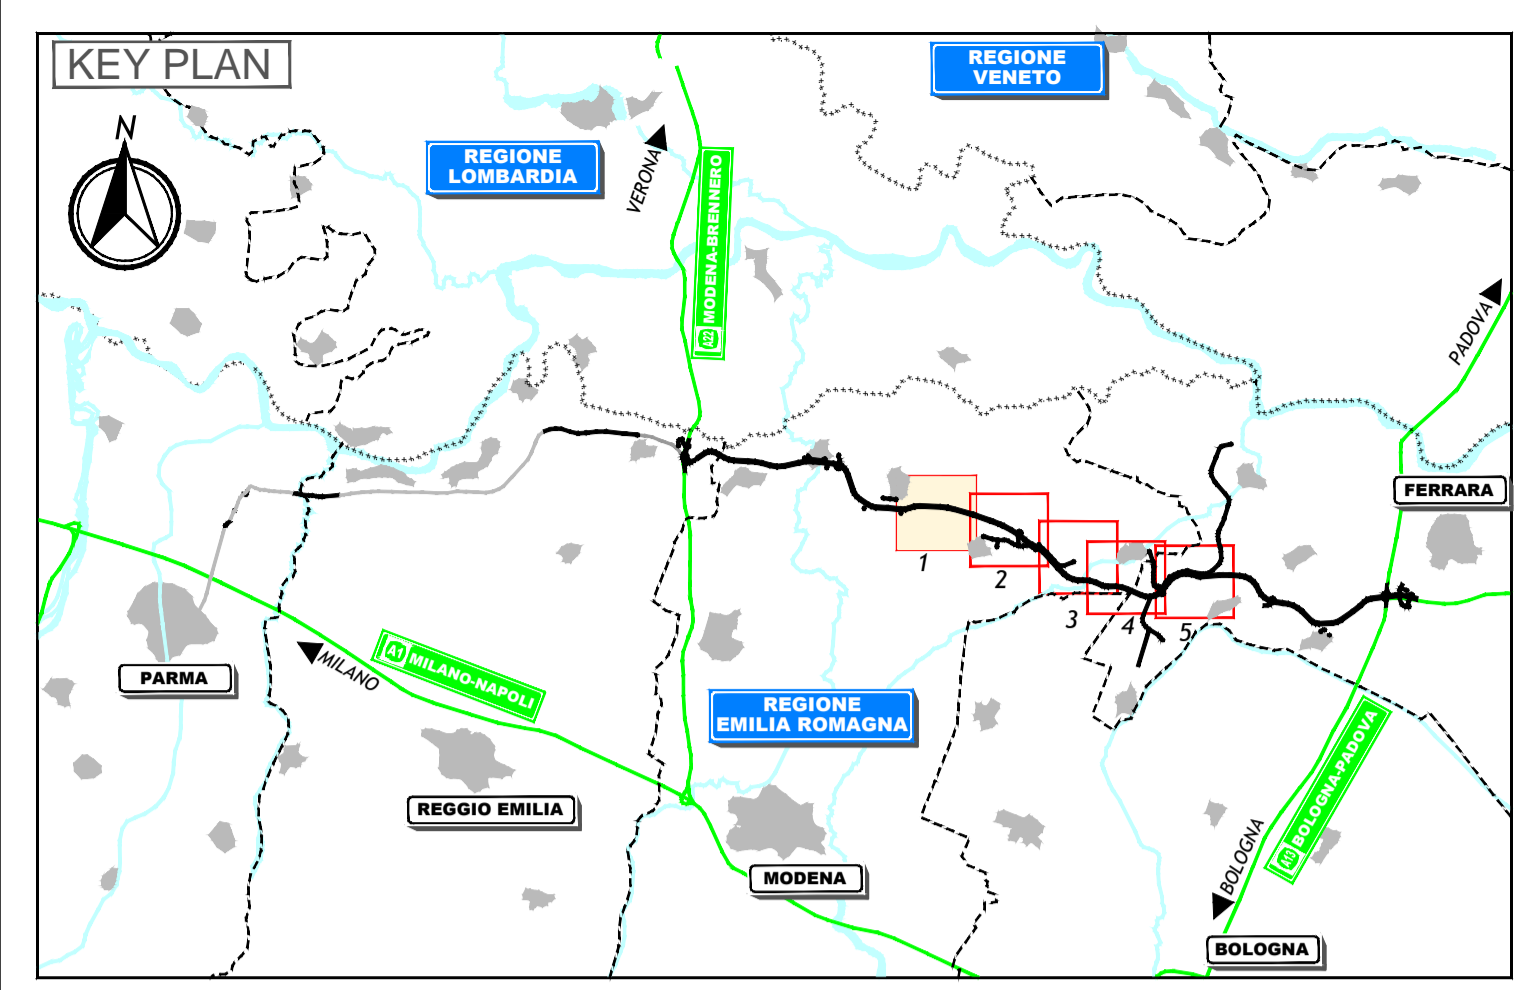 KEY PLAN
N
REGIONE
VENETO
REGIONE
LOMBARDIA
VERONA
A22 MODENA-BRENNERO
PADOVA
FERRARA
1
2
3
4
5
PARMA
MILANO
A1 MILANO-NAPOLI
REGIONE
EMILIA ROMAGNA
REGGIO EMILIA
MODENA
A13 BOLOGNA-PADOVA
BOLOGNA
BOLOGNA